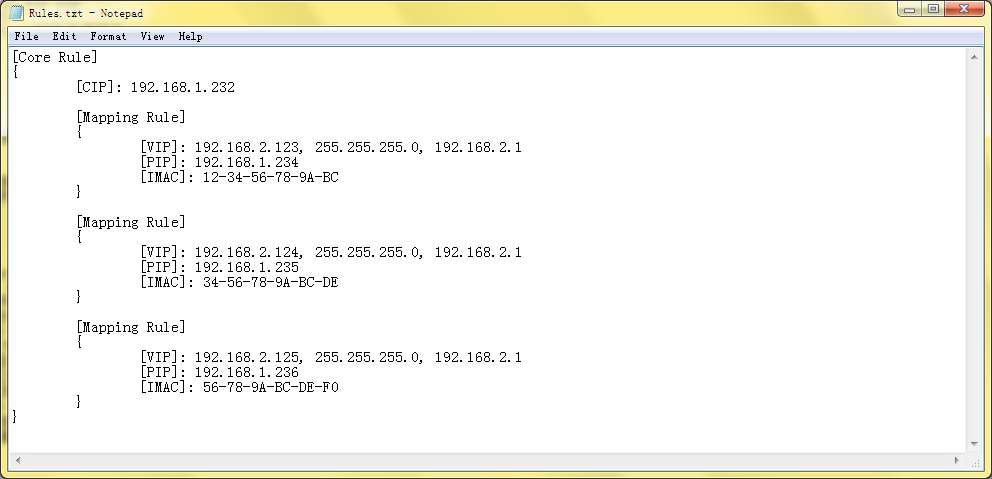 Rules.txt - Notepad
File Edit Format View Help
[Core Rule]
{
[CIP]: 192.168.1.232
[Mapping Rule]
{
[VIP]: 192.168.2.123, 255.255.255.0, 192.168.2.1
[PIP]: 192.168.1.234
[IMAC]: 12-34-56-78-9A-BC
}
[Mapping Rule]
{
[VIP]: 192.168.2.124, 255.255.255.0, 192.168.2.1
[PIP]: 192.168.1.235
[IMAC]: 34-56-78-9A-BC-DE
}
[Mapping Rule]
{
[VIP]: 192.168.2.125, 255.255.255.0, 192.168.2.1
[PIP]: 192.168.1.236
[IMAC]: 56-78-9A-BC-DE-F0
}
}